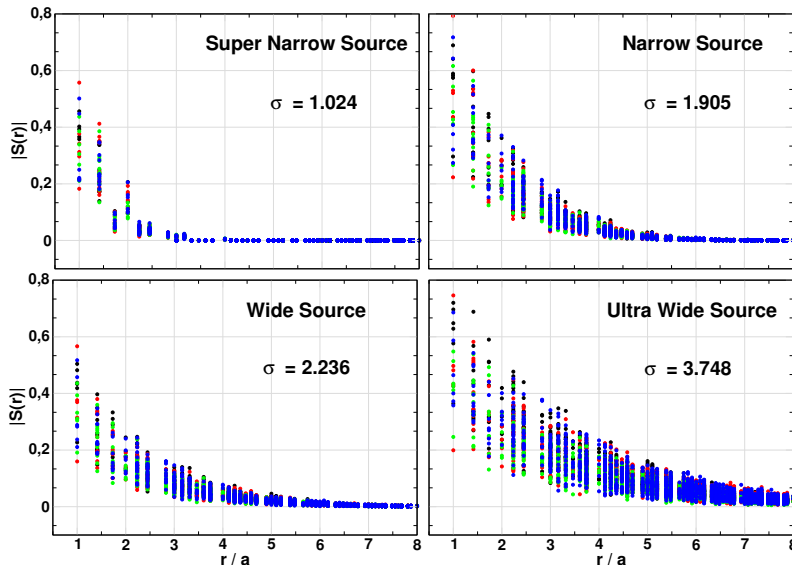 0,8
0,6
0,4
0,2
0
|S(r)|
Super Narrow Source
σ = 1.024
Narrow Source
σ = 1.905
0,8
0,6
0,4
0,2
0
|S(r)|
Wide Source
σ = 2.236
1 2 3 4 5 6 7 8
r / a
Ultra Wide Source
σ = 3.748
1 2 3 4 5 6 7 8
r / a